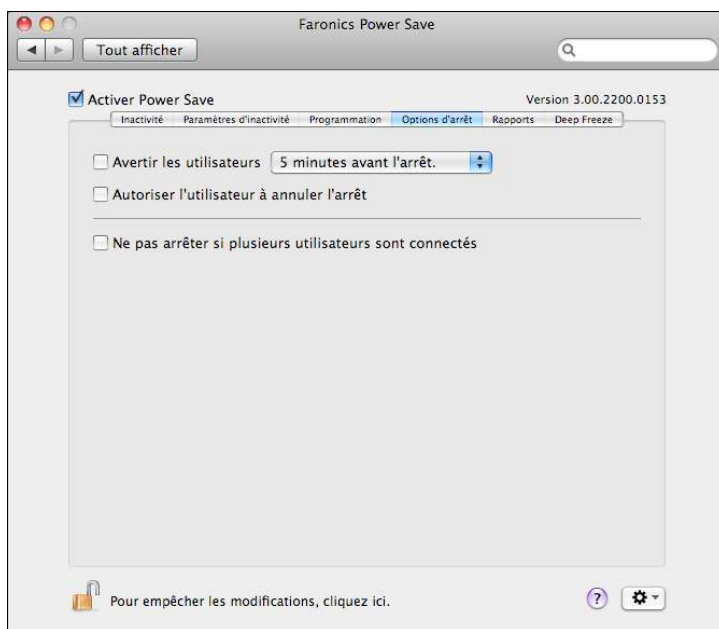 Faronics Power Save
Tout afficher
Activer Power Save
Version 3.00.2200.0153
Inactivité Paramètres d'inactivité Programmation Options d'arrêt Rapports Deep Freeze
Avertir les utilisateurs 5 minutes avant l'arrêt.
Autoriser l'utilisateur à annuler l'arrêt
Ne pas arrêter si plusieurs utilisateurs sont connectés
Pour empêcher les modifications, cliquez ici.
?